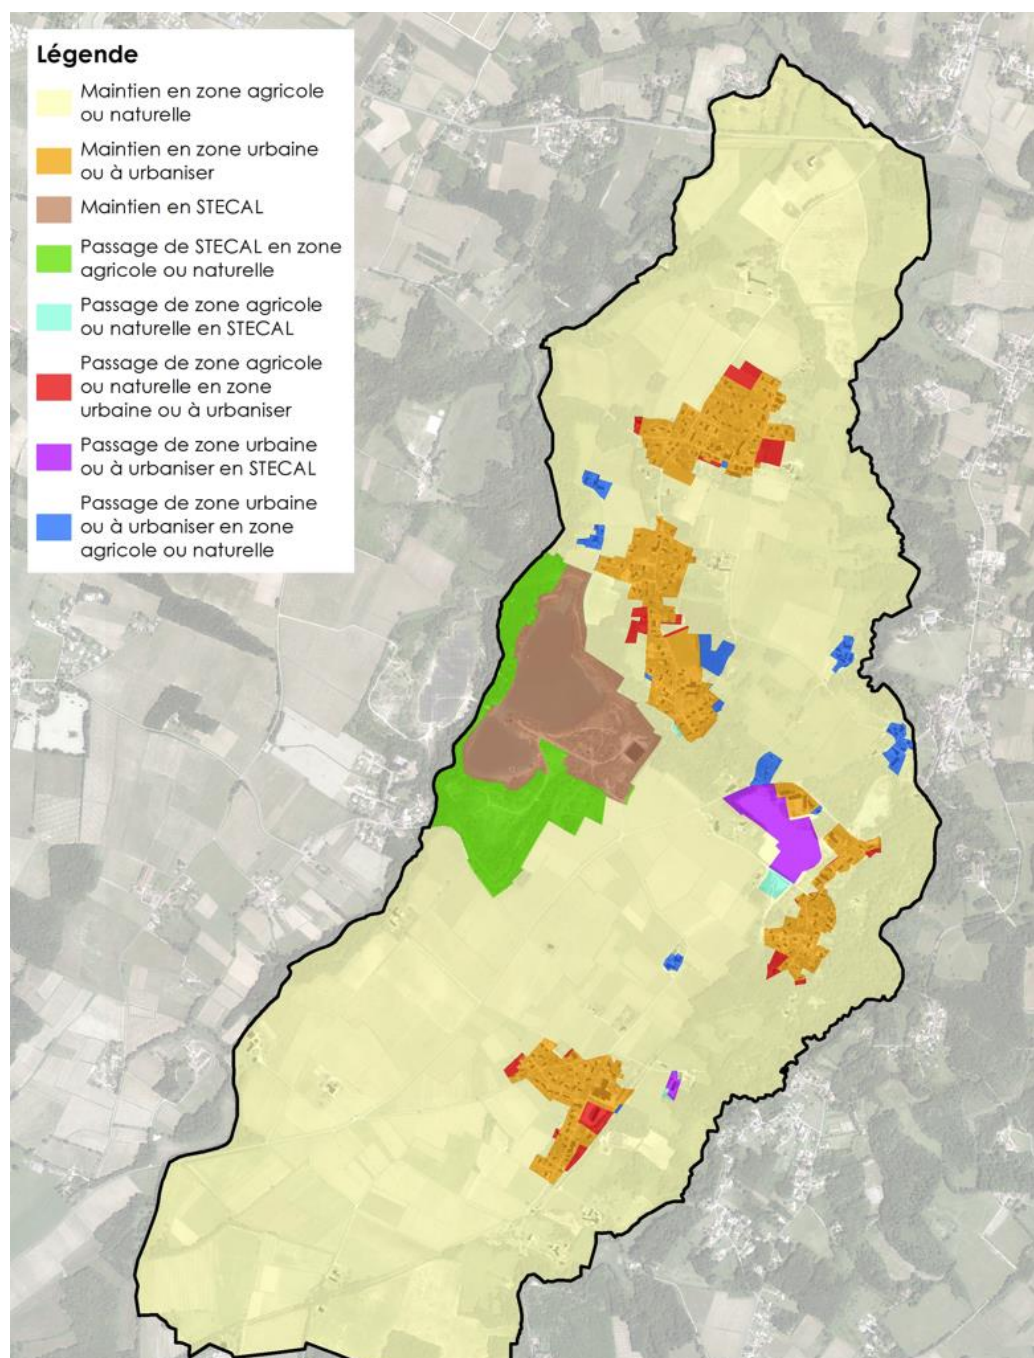 Légende
Maintien en zone agricole
ou naturelle
Maintien en zone urbaine
ou à urbaniser
Maintien en STECAL
Passage de STECAL en zone
agricole ou naturelle
Passage de zone agricole
ou naturelle en STECAL
Passage de zone agricole
ou naturelle en zone
urbaine ou à urbaniser
Passage de zone urbaine
ou à urbaniser en STECAL
Passage de zone urbaine
ou à urbaniser en zone
agricole ou naturelle